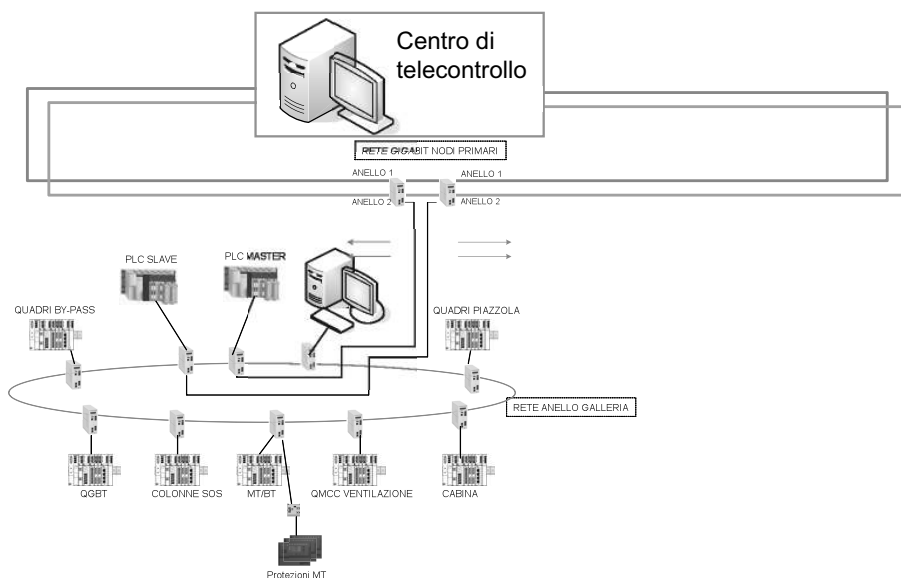 Centro di
telecontrollo
RETE GIGABIT NODI PRIMARI
ANELLO 1
ANELLO 1
ANELLO 2
ANELLO 2
PLC SLAVE
PLC MASTER
QUADRI BY-PASS
QUADRI PIAZZOLA
RETE ANELLO GALLERIA
QGBT
COLONNE SOS
MT/BT
QMCC VENTILAZIONE
CABINA
Protezioni MT